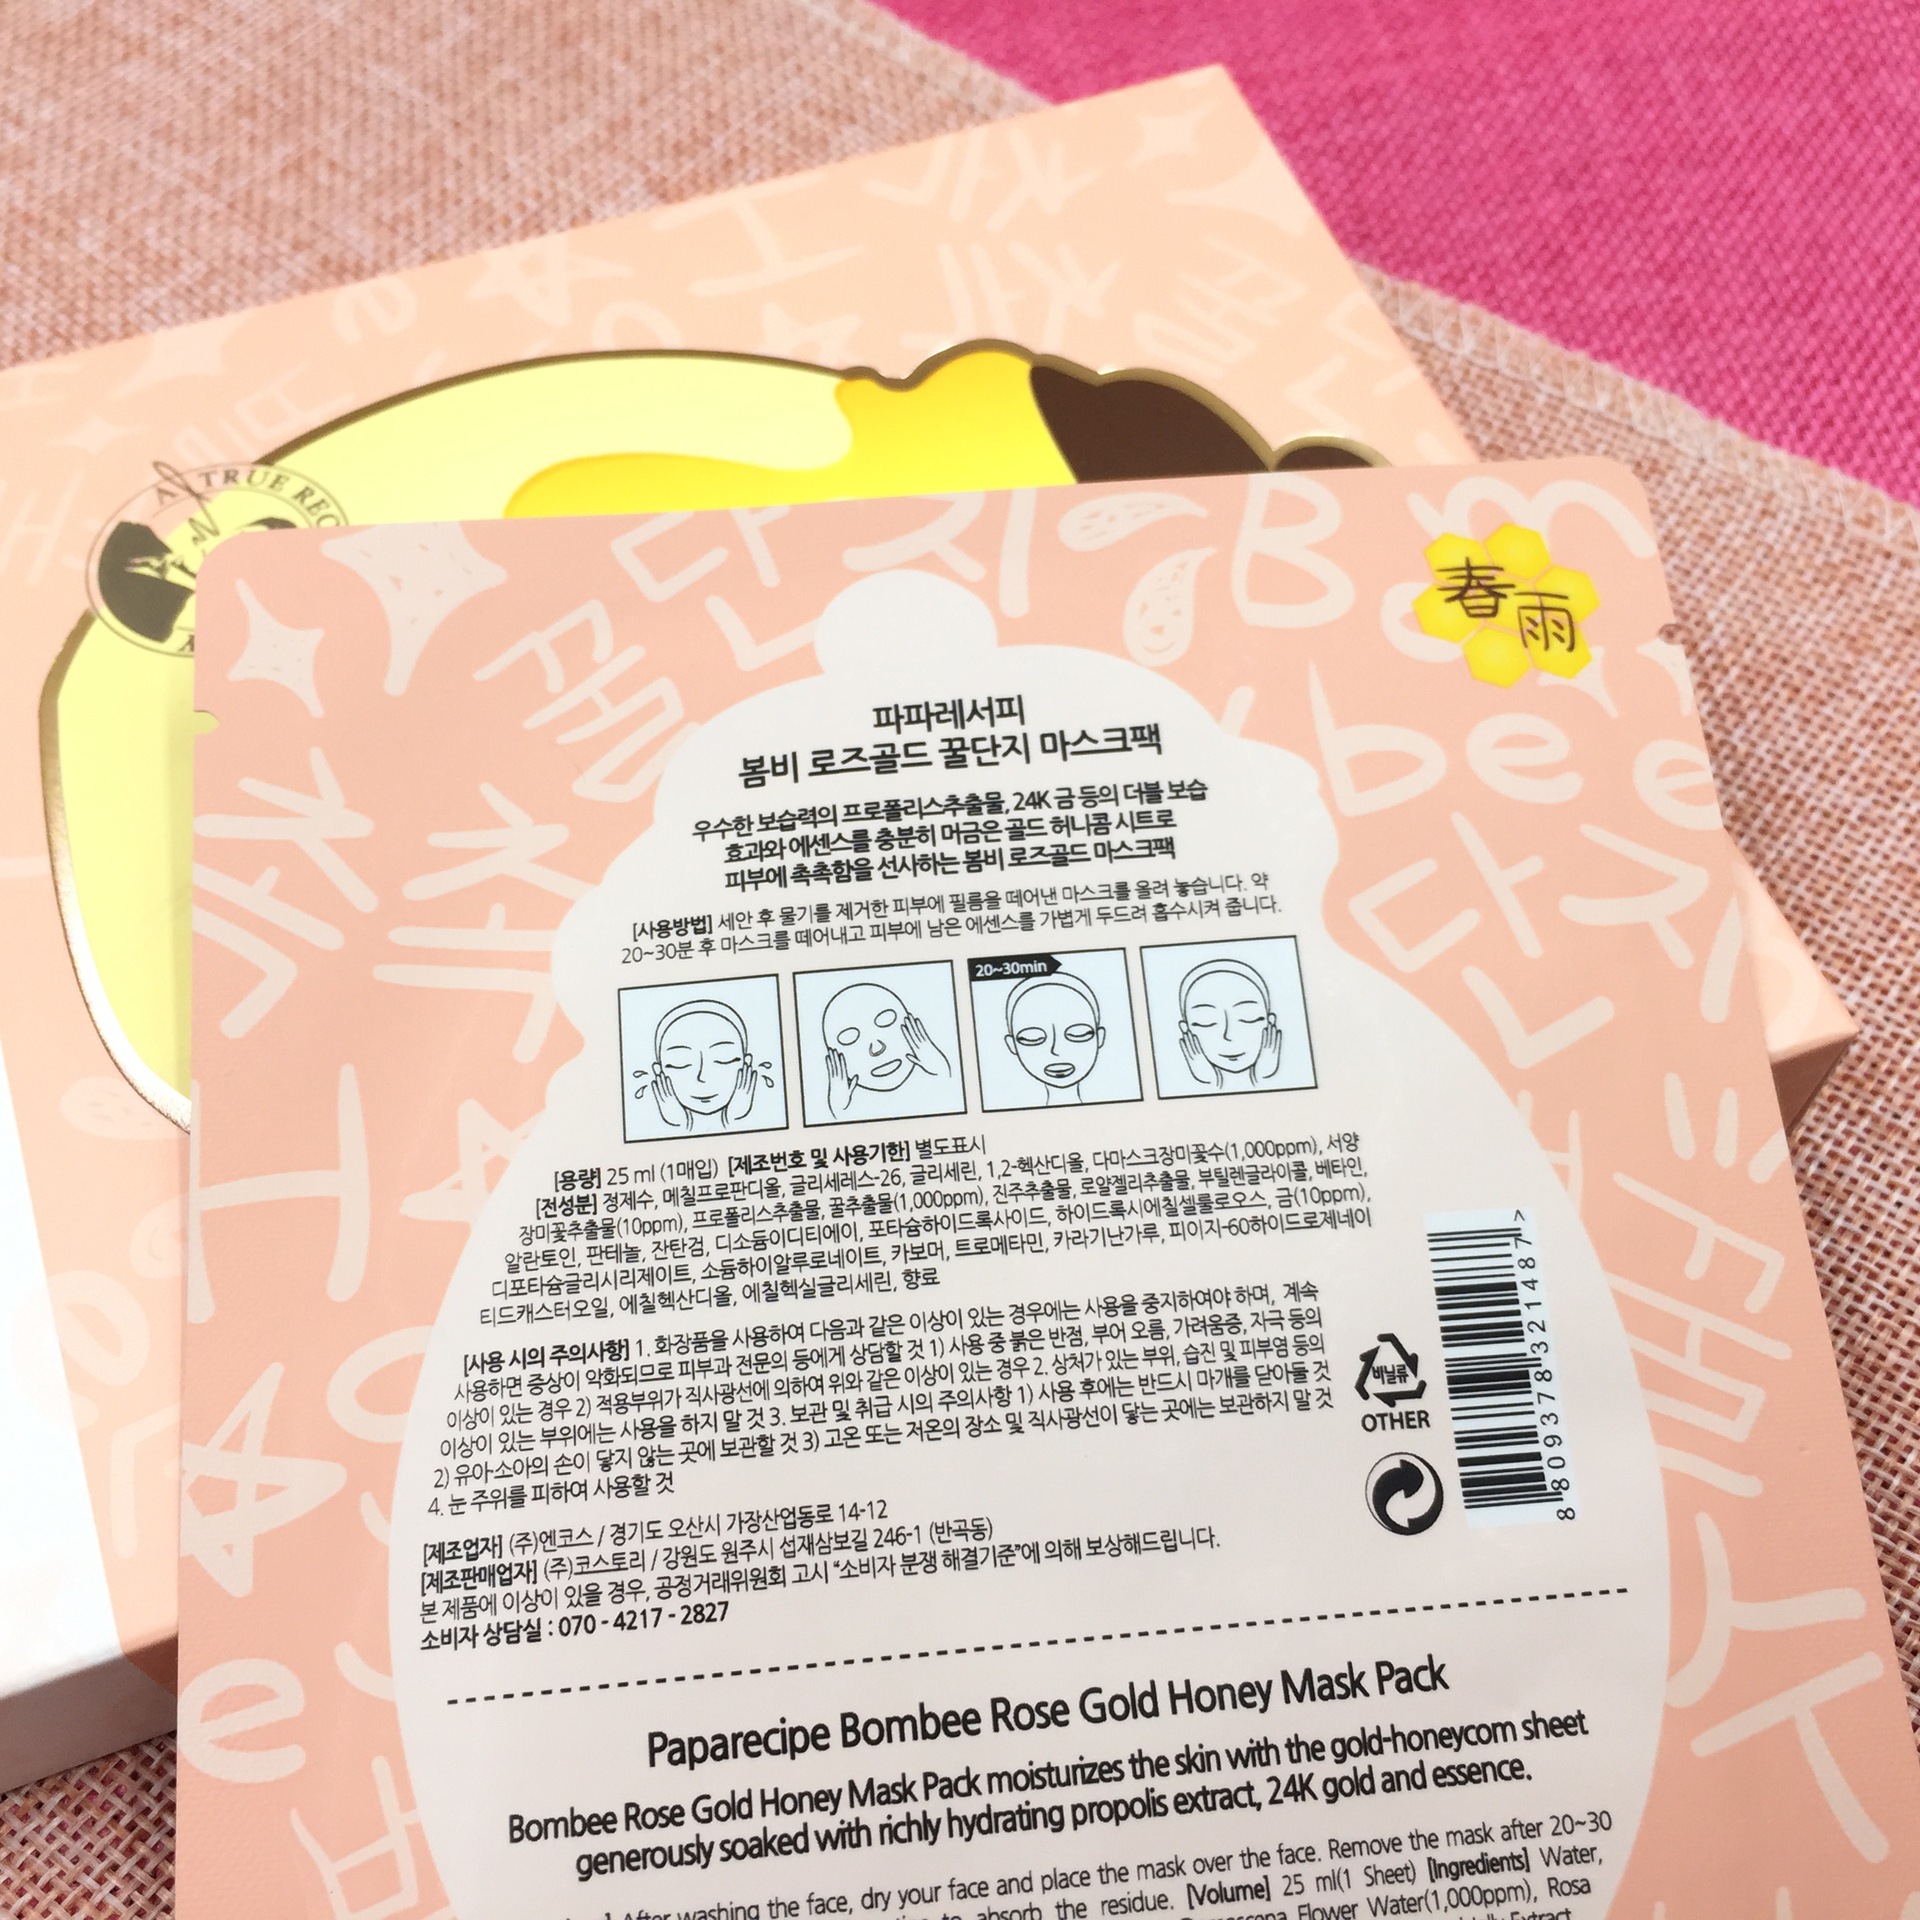 A TRUE REC
春雨
파파레서피
봄비 로즈골드 꿀단지 마스크팩
우수한 보습력의 프로폴리스추출물, 24K 금 등의 더블 보습
효과와 에센스를 충분히 머금은 골드 허니콤 시트로
피부에 촉촉함을 선사하는 봄비 로즈골드 마스크팩
[사용방법] 세안 후 물기를 제거한 피부에 필름을 떼어낸 마스크를 올려 놓습니다. 약
20~30분 후 마스크를 떼어내고 피부에 남은 에센스를 가볍게 두드려 흡수시켜 줍니다.
20~30min
[용량] 25 ml (1매입) [제조번호 및 사용기한] 별도표시
[전성분] 정제수, 메칠프로판디올, 글리세레스-26, 글리세린, 1,2-헥산디올, 다마스크장미꽃수(1,000ppm), 서양
장미꽃추출물(10ppm), 프로폴리스추출물, 꿀추출물(1,000ppm), 진주추출물, 로얄젤리추출물, 부틸렌글라이콜, 베타인,
알란토인, 판테놀, 잔탄검, 디소듐이디티에이, 포타슘하이드록사이드, 하이드록시에칠셀룰로오스, 금(10ppm),
디포타슘글리시리제이트, 소듐하이알루로네이트, 카보머, 트로메타민, 카라기난가루, 피이지-60하이드로제네이
티드캐스터오일, 에칠헥산디올, 에칠헥실글리세린, 향료
[사용 시의 주의사항] 1. 화장품을 사용하여 다음과 같은 이상이 있는 경우에는 사용을 중지하여야 하며, 계속
사용하면 증상이 악화되므로 피부과 전문의 등에게 상담할 것 1) 사용 중 붉은 반점, 부어 오름, 가려움증, 자극 등의
이상이 있는 경우 2) 적용부위가 직사광선에 의하여 위와 같은 이상이 있는 경우 2. 상처가 있는 부위, 습진 및 피부염 등의
이상이 있는 부위에는 사용을 하지 말 것 3. 보관 및 취급 시의 주의사항 1) 사용 후에는 반드시 마개를 닫아둘 것
2) 유아·소아의 손이 닿지 않는 곳에 보관할 것 3) 고온 또는 저온의 장소 및 직사광선이 닿는 곳에는 보관하지 말 것
4. 눈 주위를 피하여 사용할 것
비닐류
OTHER
8 809378 321487 >
[제조업자] (주)엔코스 / 경기도 오산시 가장산업동로 14-12
[제조판매업자] (주)코스토리 / 강원도 원주시 섭재삼보길 246-1 (반곡동)
본 제품에 이상이 있을 경우, 공정거래위원회 고시 “소비자 분쟁 해결기준”에 의해 보상해드립니다.
소비자 상담실 : 070 - 4217 - 2827
Paparecipe Bombee Rose Gold Honey Mask Pack
Bombee Rose Gold Honey Mask Pack moisturizes the skin with the gold-honeycom sheet
generously soaked with richly hydrating propolis extract, 24K gold and essence.
] After washing the face, dry your face and place the mask over the face. Remove the mask after 20~30
to absorb the residue. [Volume] 25 ml(1 Sheet) [Ingredients] Water,
Flower Water(1,000ppm), Rosa